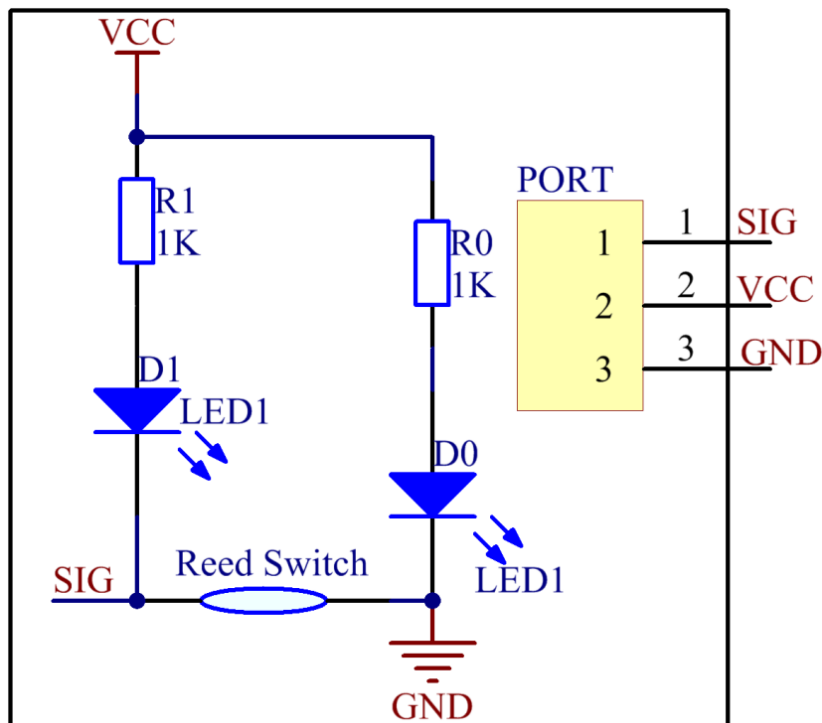 VCC
R1
1K
R0
1K
D1
LED1
D0
LED1
SIG
Reed Switch
GND
PORT
1 1 SIG
2 2 VCC
3 3 GND